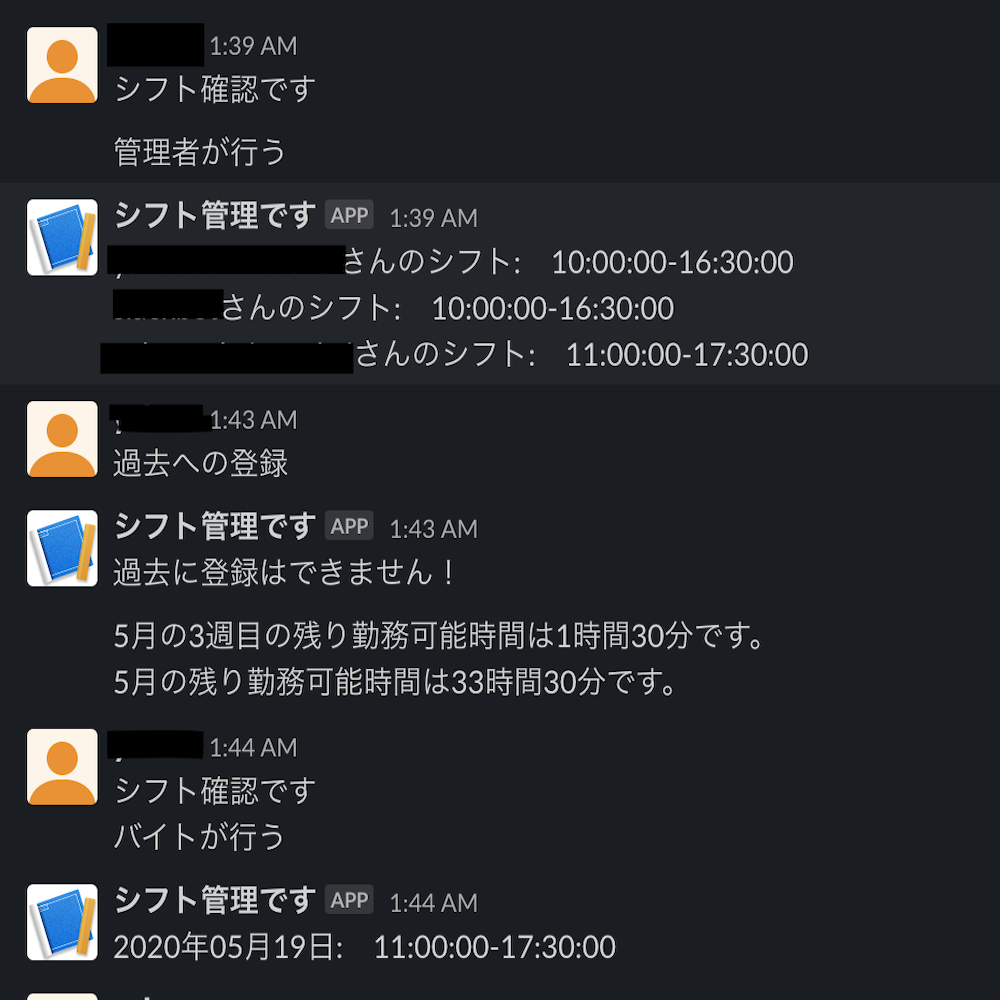 1:39 AM
シフト確認です
管理者が行う
シフト管理です APP 1:39 AM
さんのシフト: 10:00:00-16:30:00
さんのシフト: 10:00:00-16:30:00
さんのシフト: 11:00:00-17:30:00
1:43 AM
過去への登録
シフト管理です APP 1:43 AM
過去に登録はできません！
5月の3週目の残り勤務可能時間は1時間30分です。
5月の残り勤務可能時間は33時間30分です。
1:44 AM
シフト確認です
バイトが行う
シフト管理です APP 1:44 AM
2020年05月19日: 11:00:00-17:30:00